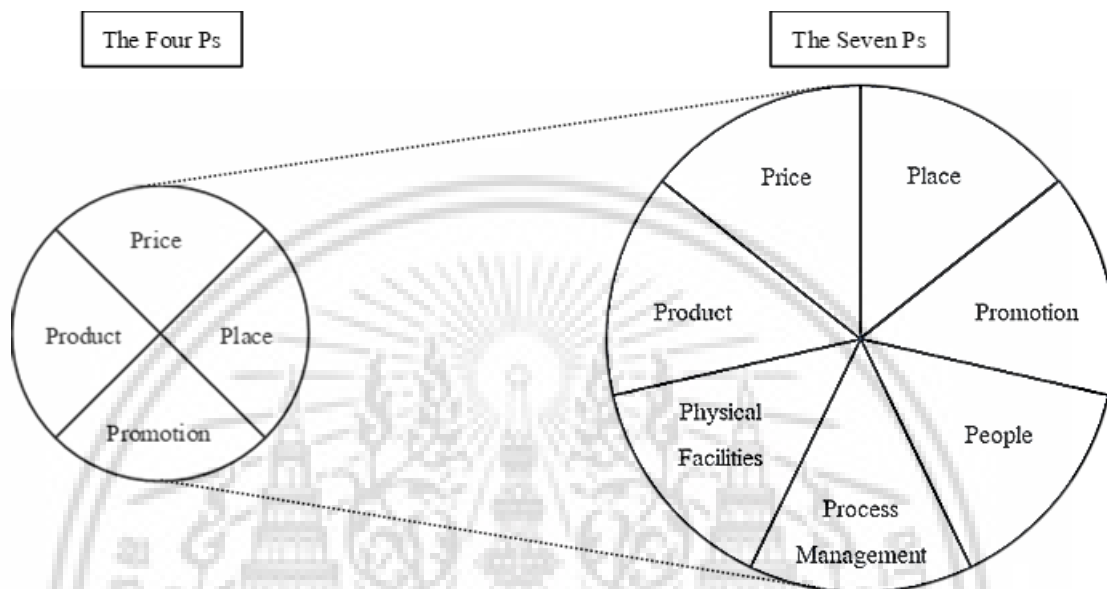 The Four Ps
The Seven Ps
Price
Product
Place
Promotion
Price
Place
Product
Promotion
Physical
Facilities
People
Process
Management